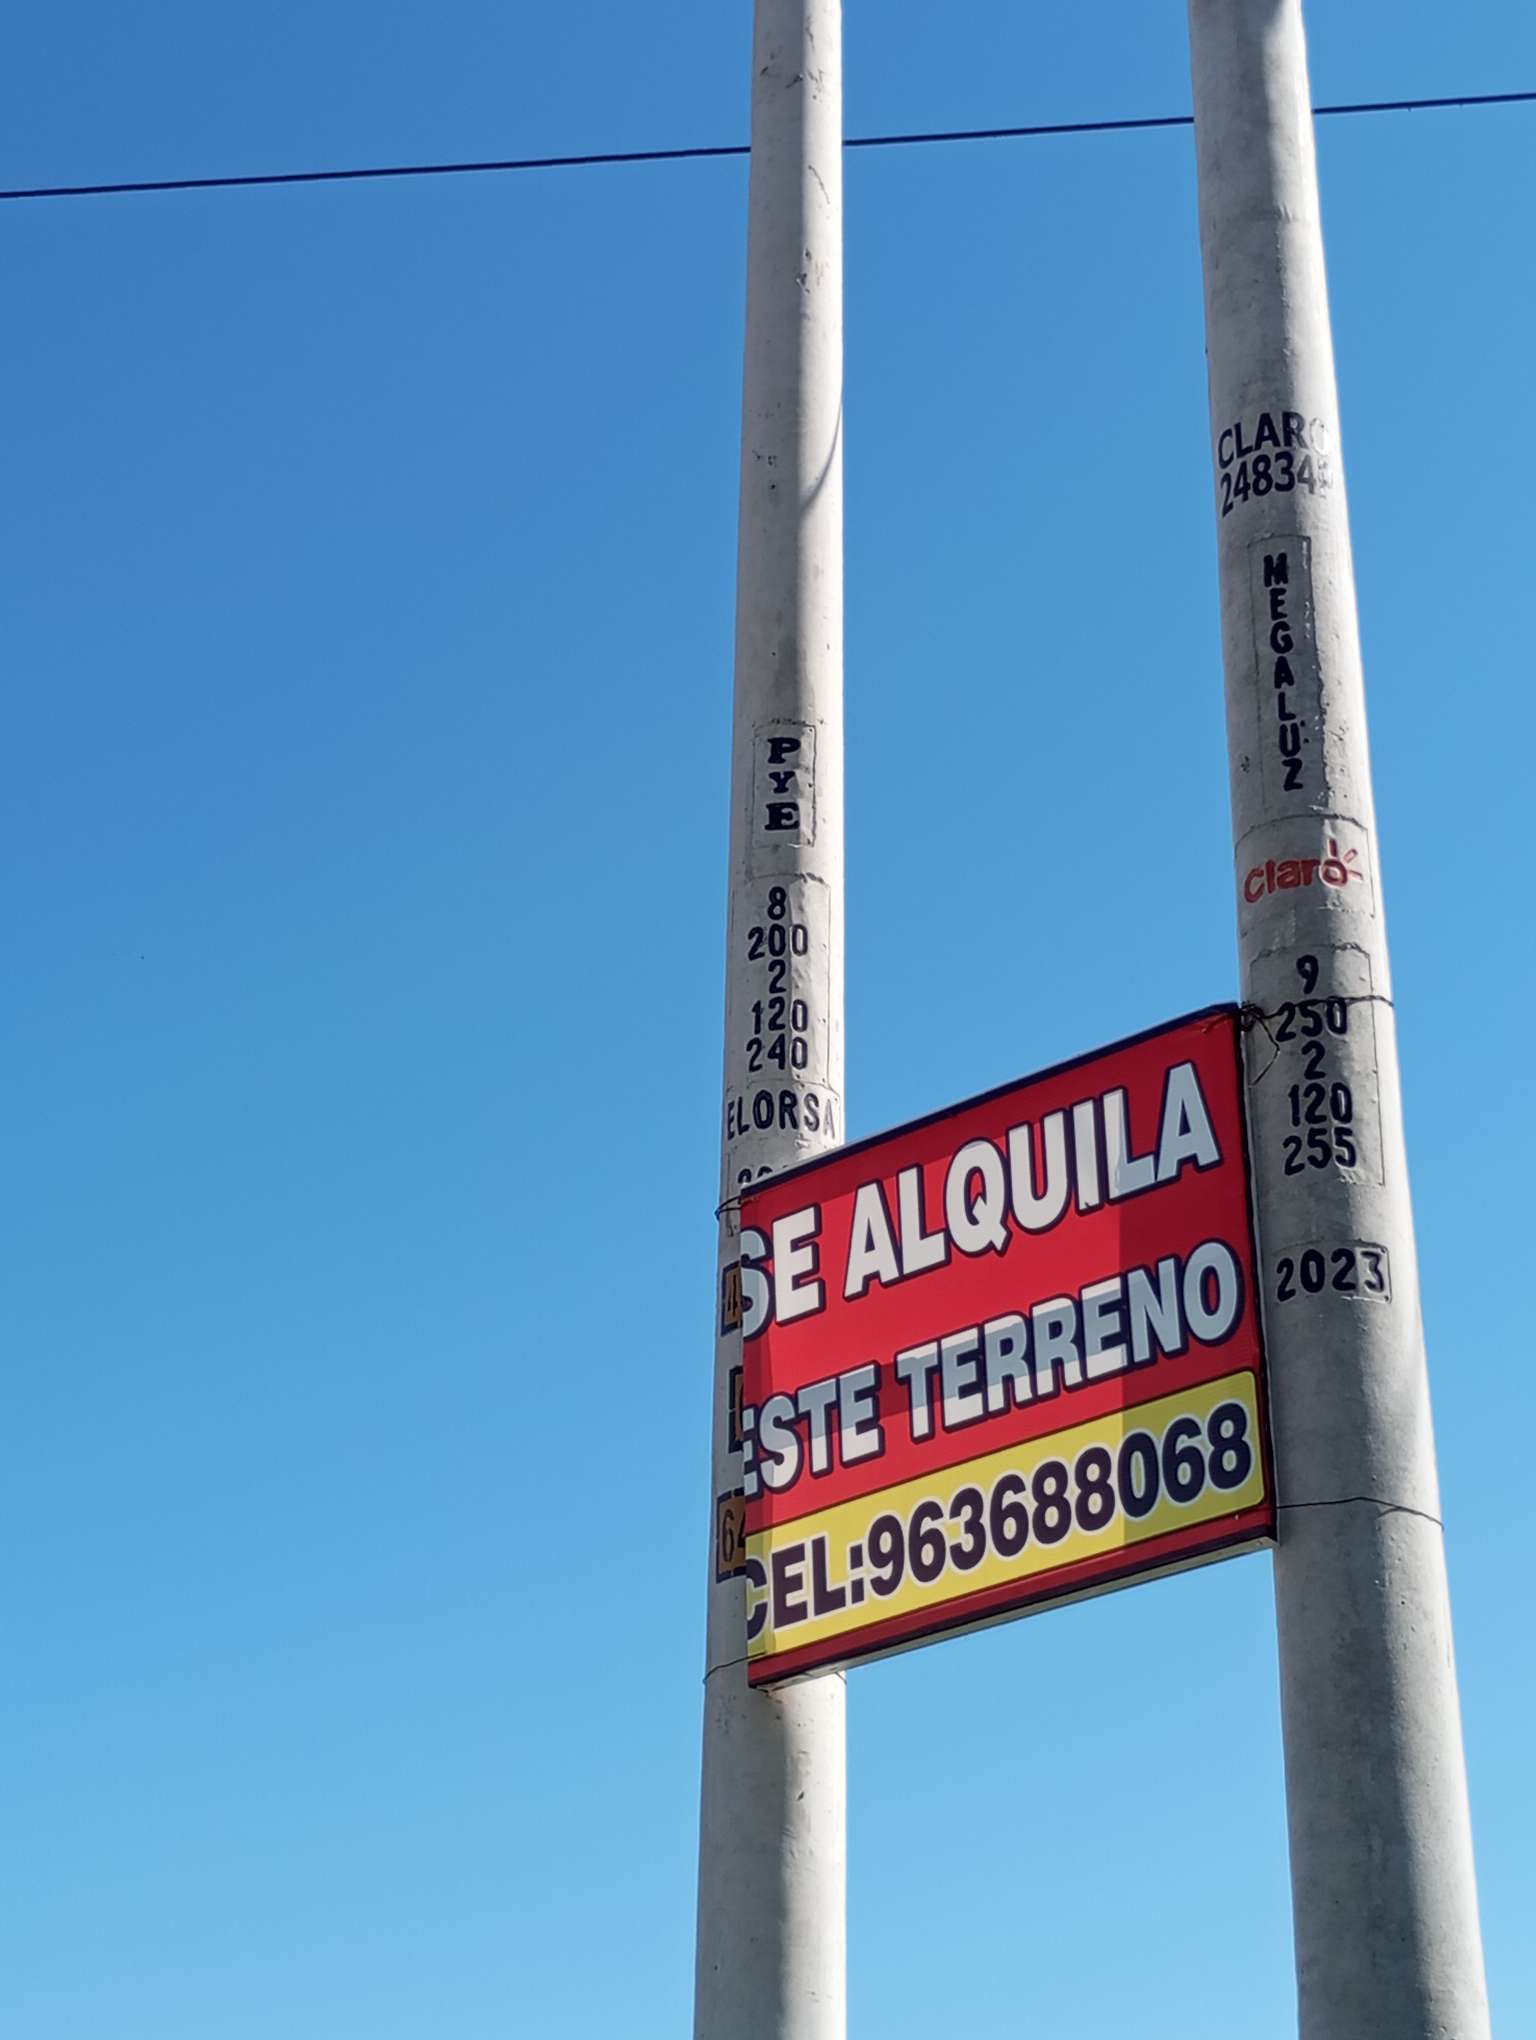 PYE
8
200
2
120
240
ELORSA
CLARO
MEGALUZ
Claro
9
250
2
120
255
2023
SE ALQUILA
ESTE TERRENO
CEL:963688068